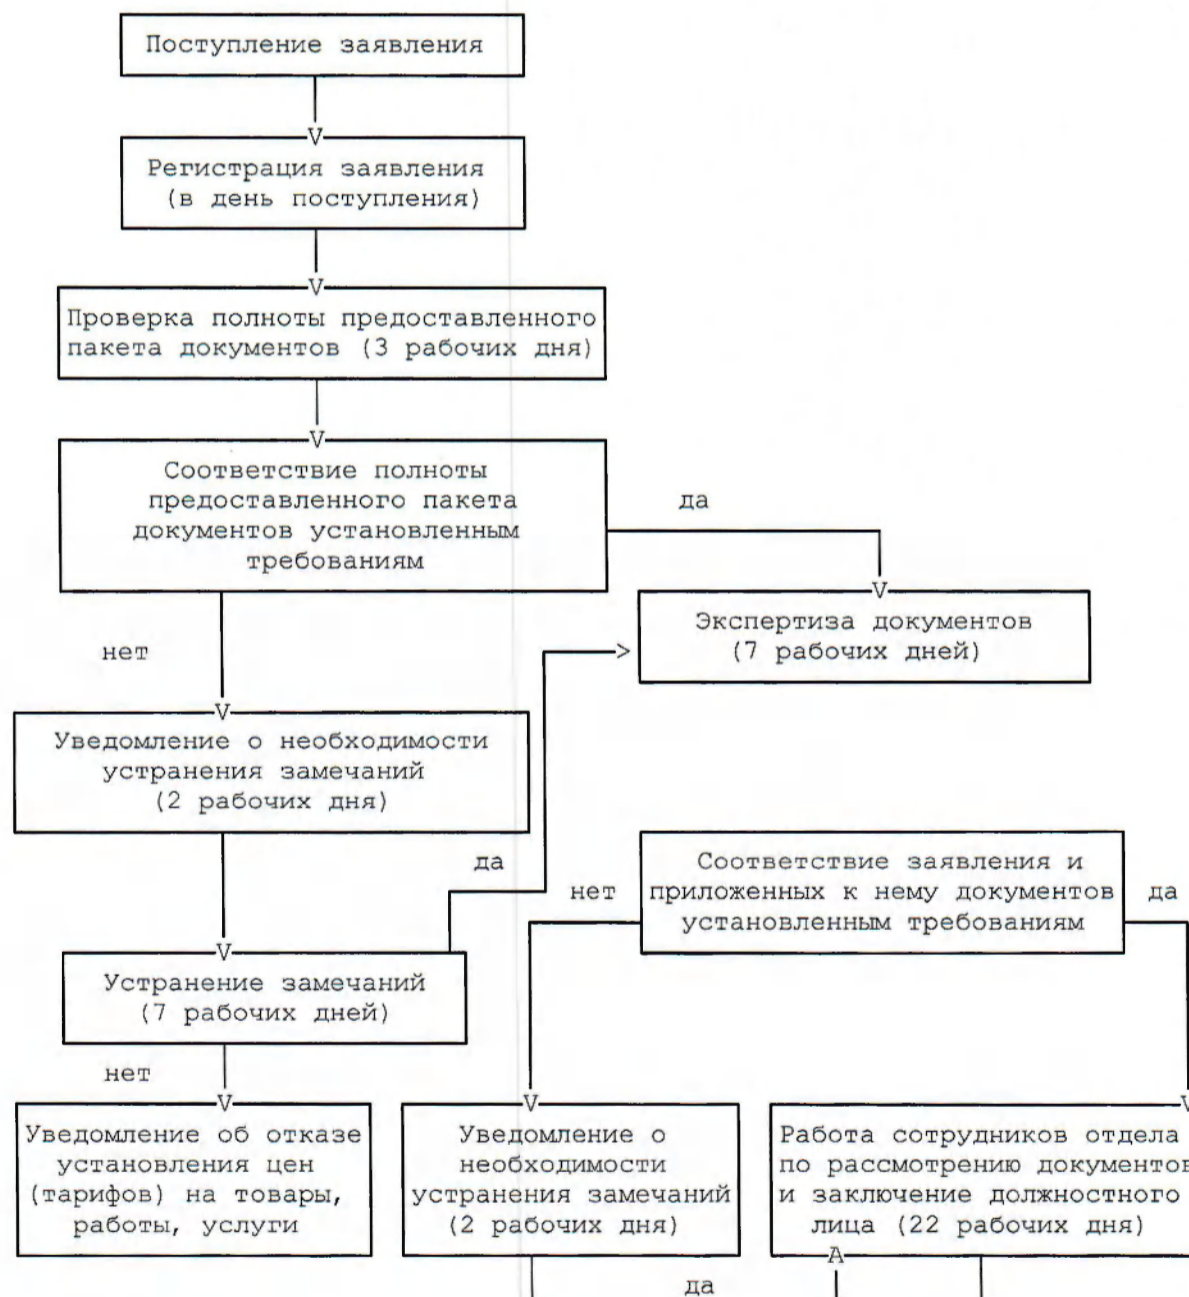 Поступление заявления
Регистрация заявления
(в день поступления)
Проверка полноты предоставленного
пакета документов (3 рабочих дня)
Соответствие полноты
предоставленного пакета
документов установленным
требованиям
да
Экспертиза документов
(7 рабочих дней)
нет
Уведомление о необходимости
устранения замечаний
(2 рабочих дня)
да
Соответствие заявления и
приложенных к нему документов
установленным требованиям
нет
да
Устранение замечаний
(7 рабочих дней)
нет
Уведомление об отказе
установления цен
(тарифов) на товары,
работы, услуги
Уведомление о
необходимости
устранения замечаний
(2 рабочих дня)
Работа сотрудников отдела
по рассмотрению документов
и заключение должностного
лица (22 рабочих дня)
да